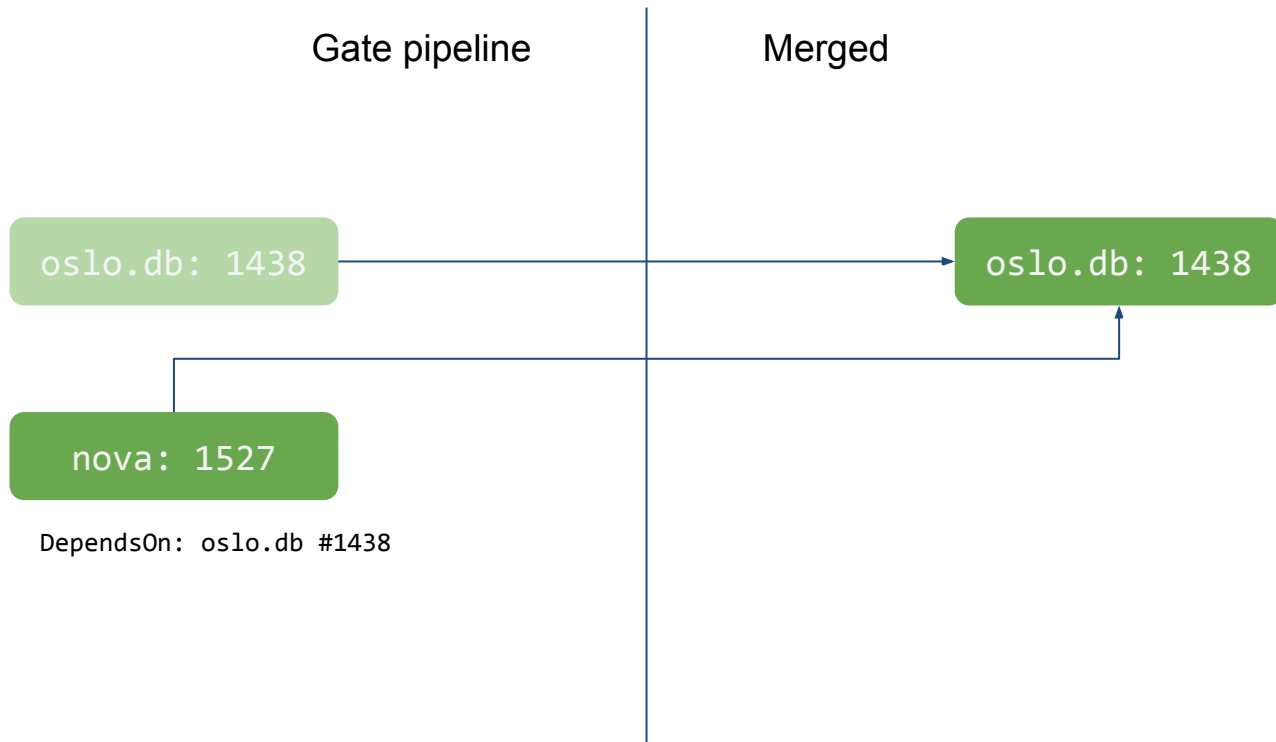 Gate pipeline
Merged
oslo.db: 1438
oslo.db: 1438
nova: 1527
DependsOn: oslo.db #1438